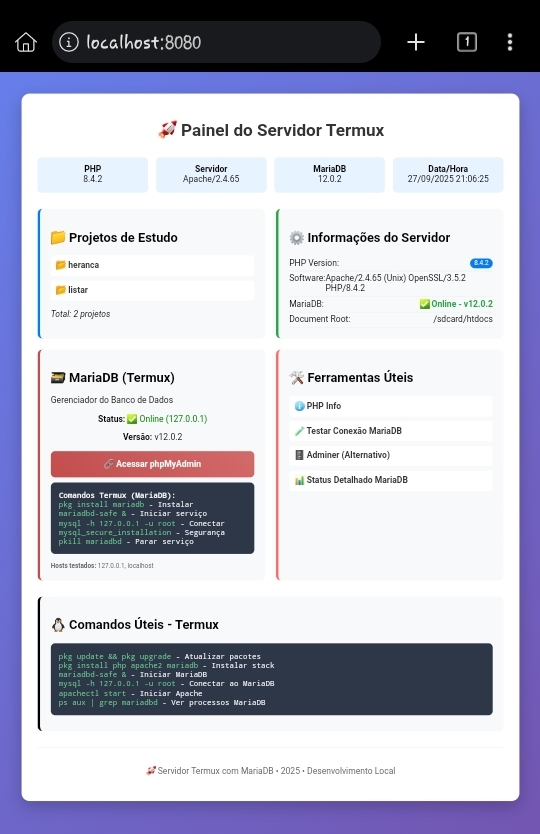 localhost:8080
1
🚀 Painel do Servidor Termux
PHP
8.4.2
Servidor
Apache/2.4.65
MariaDB
12.0.2
Data/Hora
27/09/2025 21:06:25
📁 Projetos de Estudo
📂 heranca
📂 listar
Total: 2 projetos
⚙️ Informações do Servidor
PHP Version: 8.4.2
Software: Apache/2.4.65 (Unix) OpenSSL/3.5.2
PHP/8.4.2
MariaDB: ✅ Online - v12.0.2
Document Root: /sdcard/htdocs
🗃️ MariaDB (Termux)
Gerenciador do Banco de Dados
Status: ✅ Online (127.0.0.1)
Versão: v12.0.2
🔗 Acessar phpMyAdmin
Comandos Termux (MariaDB):
pkg install mariadb - Instalar
mariadbd-safe & - Iniciar serviço
mysql -h 127.0.0.1 -u root - Conectar
mysql_secure_installation - Segurança
pkill mariadbd - Parar serviço
Hosts testados: 127.0.0.1, localhost
🛠️ Ferramentas Úteis
ℹ️ PHP Info
🧪 Testar Conexão MariaDB
🗄️ Adminer (Alternativo)
📊 Status Detalhado MariaDB
🐧 Comandos Úteis - Termux
pkg update && pkg upgrade - Atualizar pacotes
pkg install php apache2 mariadb - Instalar stack
mariadbd-safe & - Iniciar MariaDB
mysql -h 127.0.0.1 -u root - Conectar ao MariaDB
apachectl start - Iniciar Apache
ps aux | grep mariadbd - Ver processos MariaDB
🚀 Servidor Termux com MariaDB • 2025 • Desenvolvimento Local